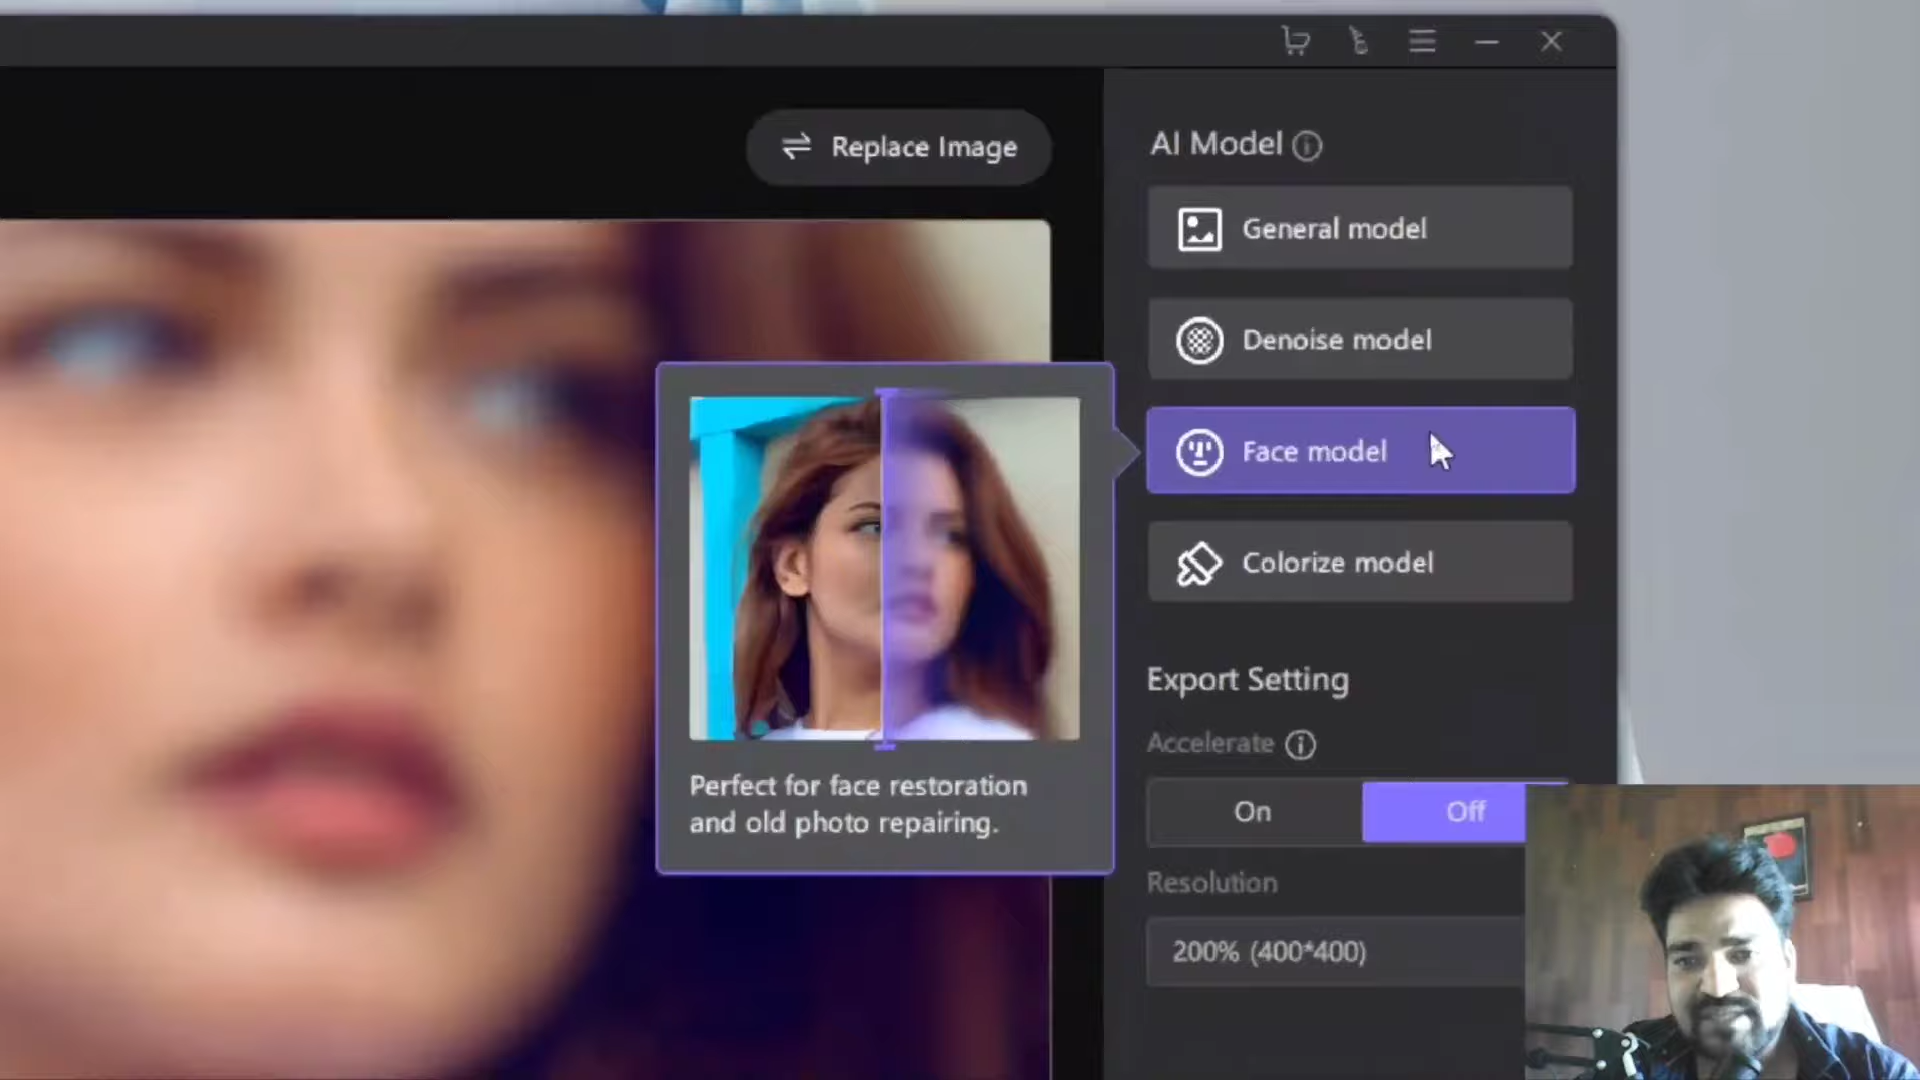 Replace Image
AI Model
General model
Denoise model
Face model
Colorize model
Perfect for face restoration
and old photo repairing.
Export Setting
Accelerate
On
Off
Resolution
200% (400*400)